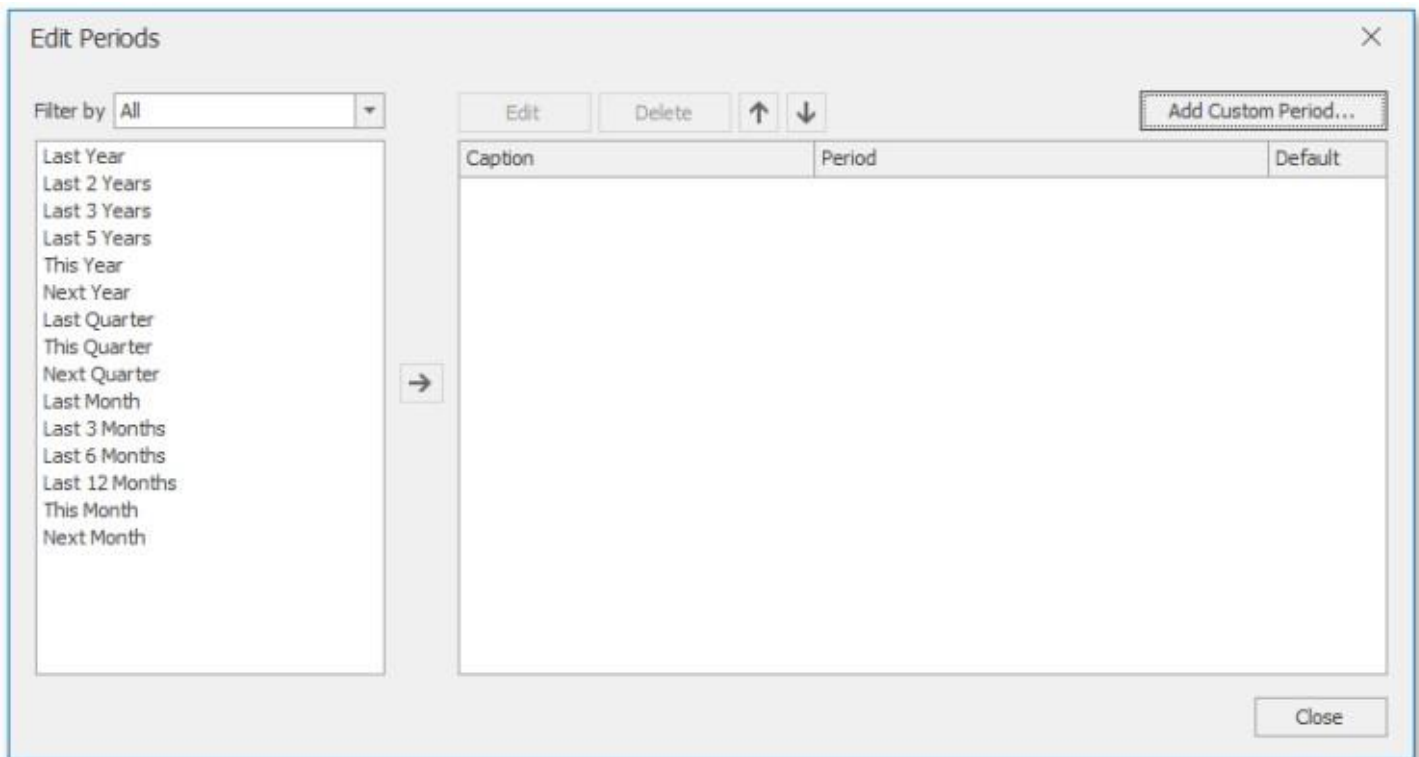 Edit Periods
Filter by All
Edit Delete Add Custom Period...
Caption Period Default
Last Year
Last 2 Years
Last 3 Years
Last 5 Years
This Year
Next Year
Last Quarter
This Quarter
Next Quarter
Last Month
Last 3 Months
Last 6 Months
Last 12 Months
This Month
Next Month
Close